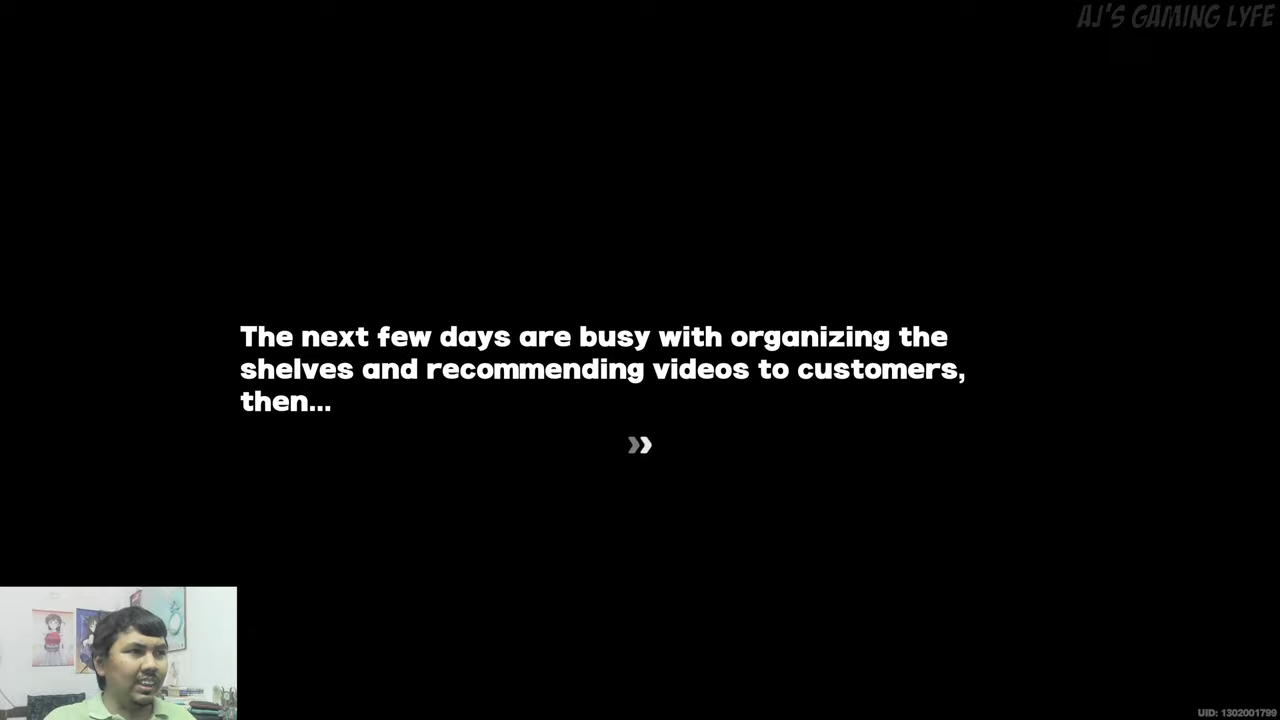 AJ'S GAMING LYFE
The next few days are busy with organizing the
shelves and recommending videos to customers,
then...
UID: 1302001799